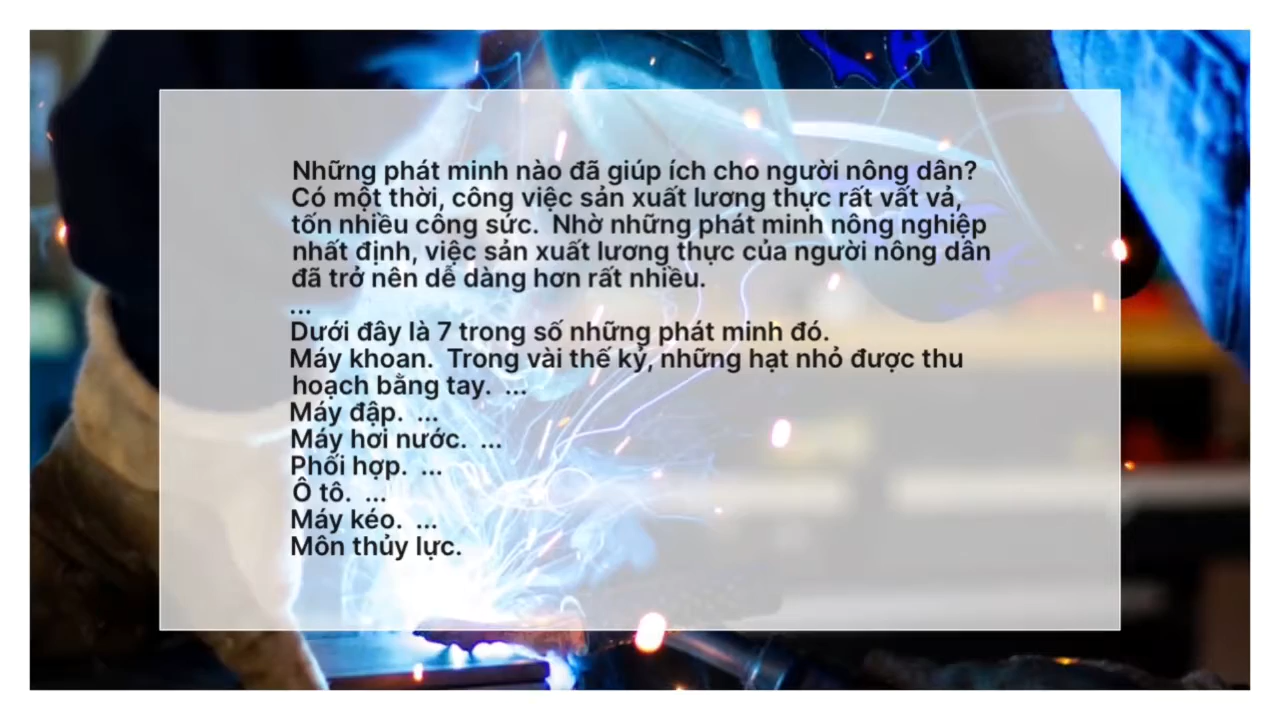 Những phát minh nào đã giúp ích cho người nông dân?
Có một thời, công việc sản xuất lương thực rất vất vả,
tốn nhiều công sức.  Nhờ những phát minh nông nghiệp
nhất định, việc sản xuất lương thực của người nông dân
đã trở nên dễ dàng hơn rất nhiều.
...
Dưới đây là 7 trong số những phát minh đó.
Máy khoan.  Trong vài thế kỷ, những hạt nhỏ được thu
hoạch bằng tay.  ...
Máy đập.  ...
Máy hơi nước.  ...
Phối hợp.  ...
Ô tô.  ...
Máy kéo.  ...
Môn thủy lực.